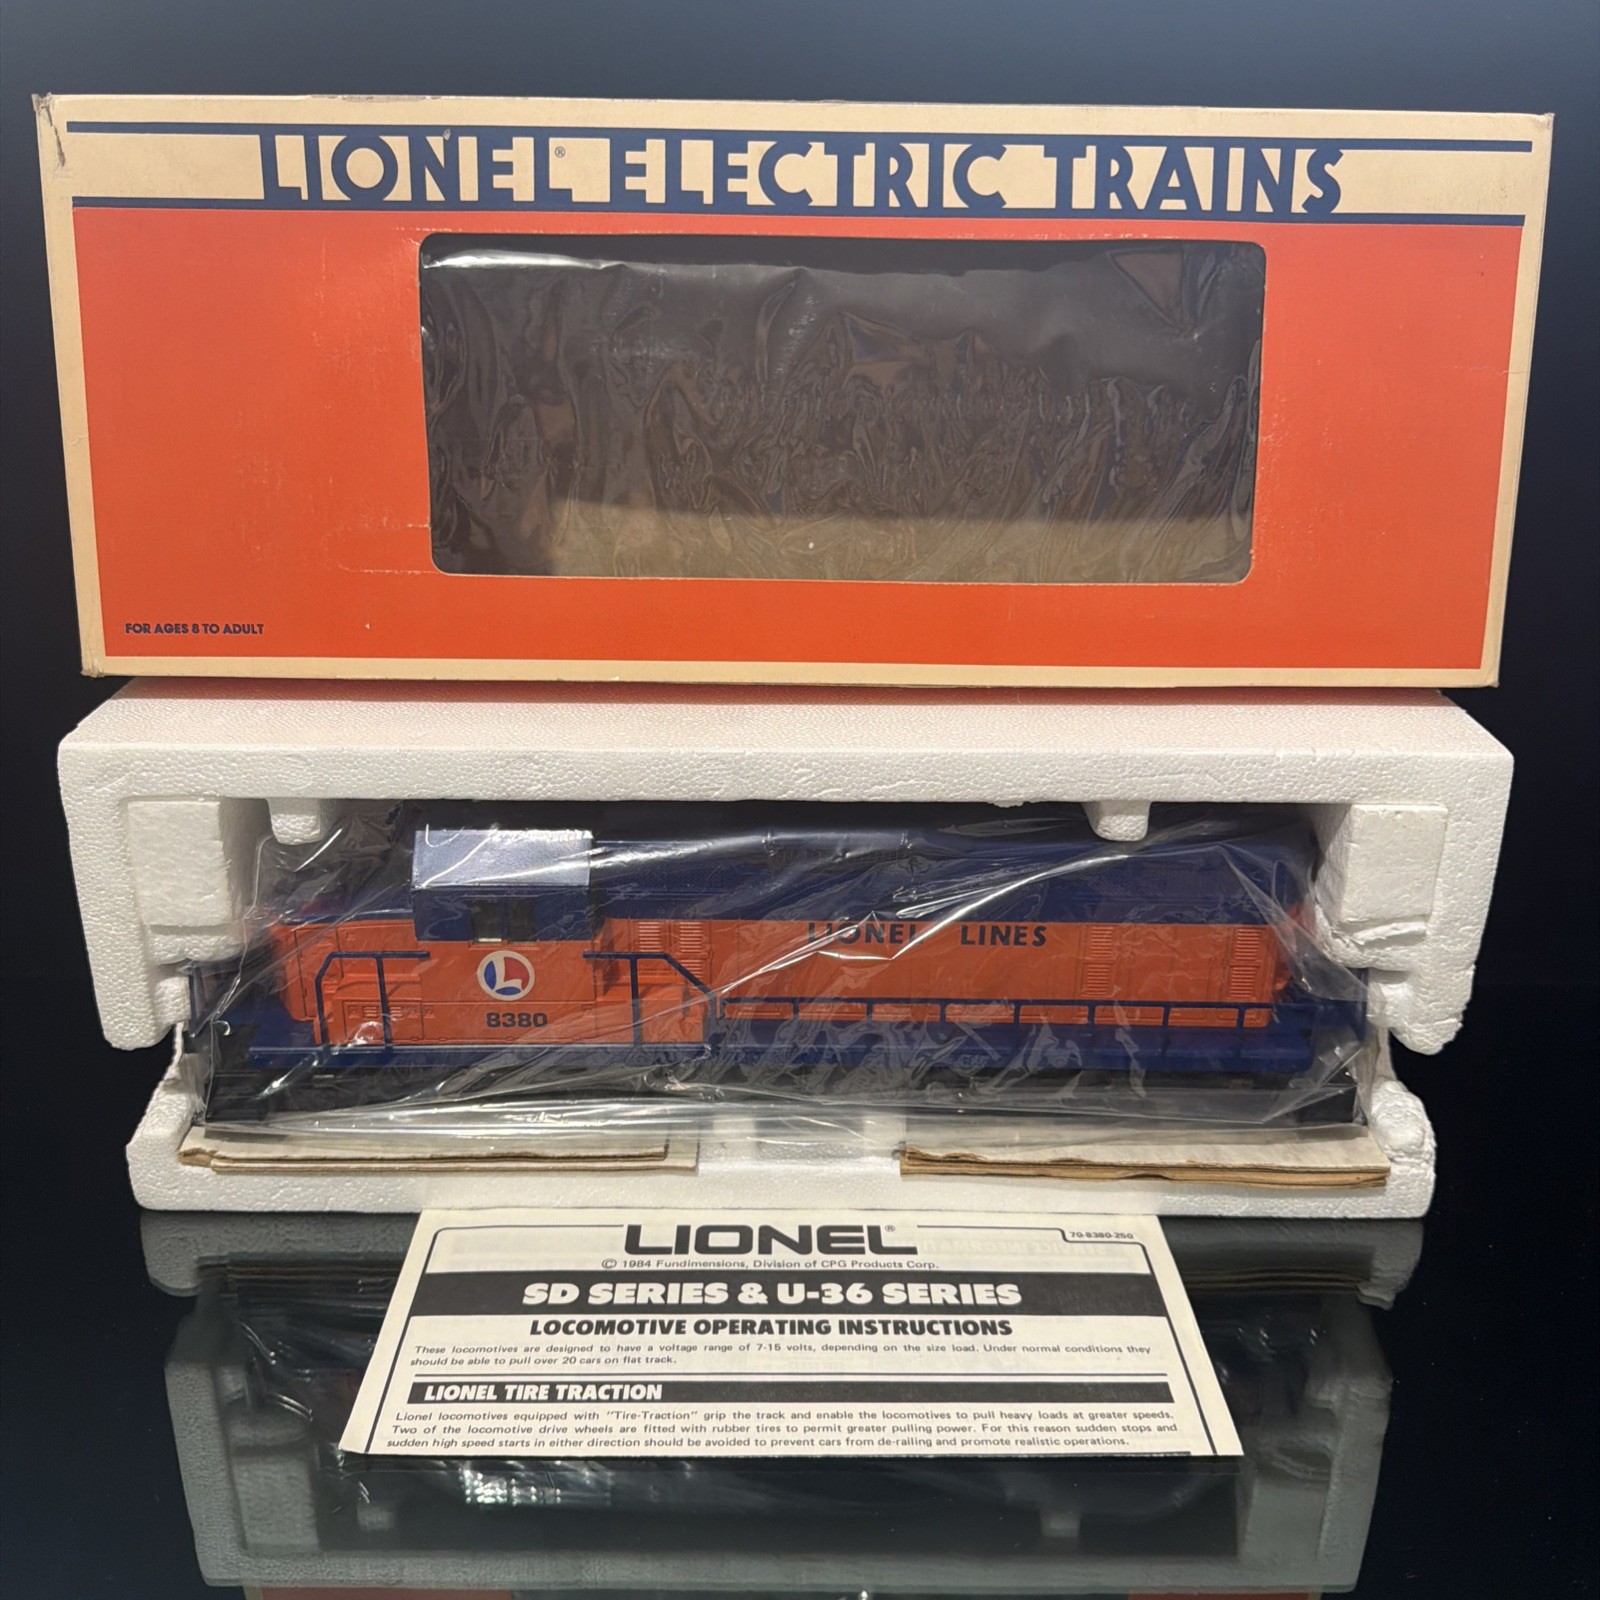 LIONEL® ELECTRIC TRAINS
FOR AGES 8 TO ADULT
LIONEL LINES
L
8380
LIONEL®
70-8380-250
© 1984 Fundimensions, Division of CPG Products Corp.
SD SERIES & U-36 SERIES
LOCOMOTIVE OPERATING INSTRUCTIONS
These locomotives are designed to have a voltage range of 7-15 volts, depending on the size load. Under normal conditions they
should be able to pull over 20 cars on flat track.
LIONEL TIRE TRACTION
Lionel locomotives equipped with "Tire-Traction" grip the track and enable the locomotives to pull heavy loads at greater speeds.
Two of the locomotive drive wheels are fitted with rubber tires to permit greater pulling power. For this reason sudden stops and
sudden high speed starts in either direction should be avoided to prevent cars from de-railing and promote realistic operations.